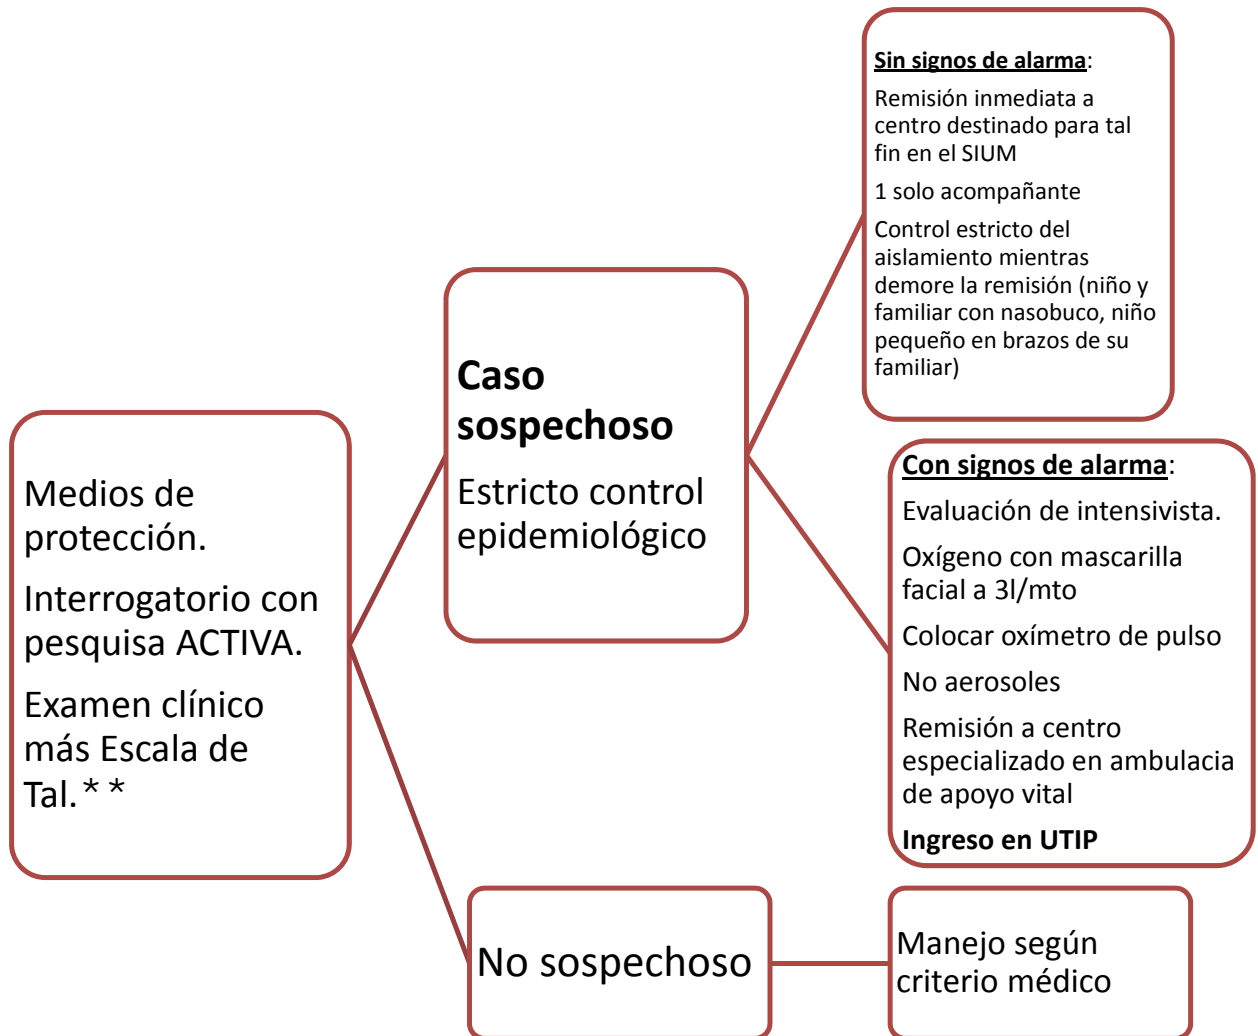 Medios de
protección.
Interrogatorio con
pesquisa ACTIVA.
Examen clínico
más Escala de
Tal.**
Caso
sospechoso
Estricto control
epidemiológico
Sin signos de alarma:
Remisión inmediata a
centro destinado para tal
fin en el SIUM
1 solo acompañante
Control estricto del
aislamiento mientras
demore la remisión (niño y
familiar con nasobuco, niño
pequeño en brazos de su
familiar)
Con signos de alarma:
Evaluación de intensivista.
Oxígeno con mascarilla
facial a 3l/mto
Colocar oxímetro de pulso
No aerosoles
Remisión a centro
especializado en ambulacia
de apoyo vital
Ingreso en UTIP
No sospechoso
Manejo según
criterio médico